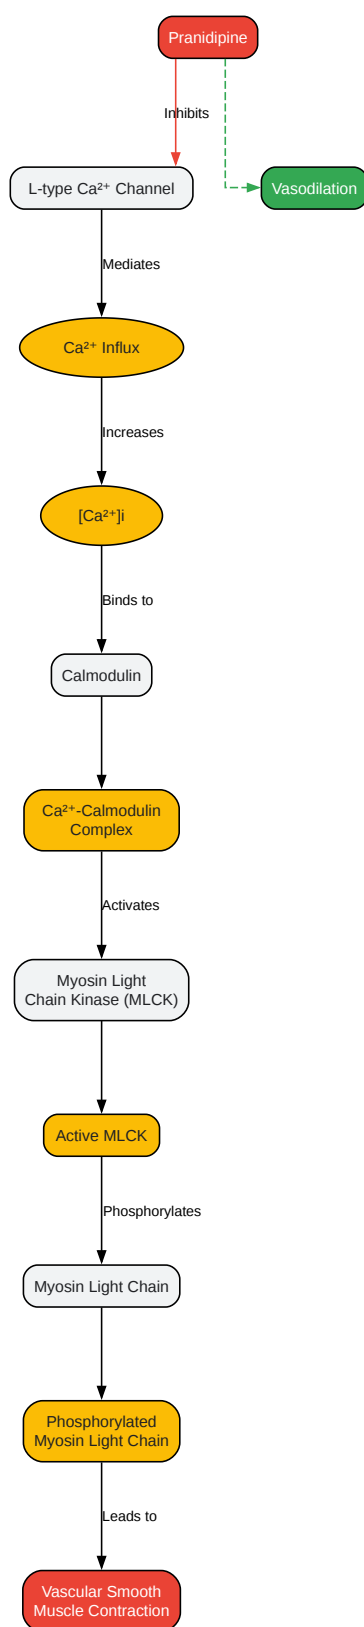 Pranidipine
Inhibits
L-type Ca²⁺ Channel
Vasodilation
Mediates
Ca²⁺ Influx
Increases
[Ca²⁺]i
Binds to
Calmodulin
Ca²⁺-Calmodulin
Complex
Activates
Myosin Light
Chain Kinase (MLCK)
Active MLCK
Phosphorylates
Myosin Light Chain
Phosphorylated
Myosin Light Chain
Leads to
Vascular Smooth
Muscle Contraction